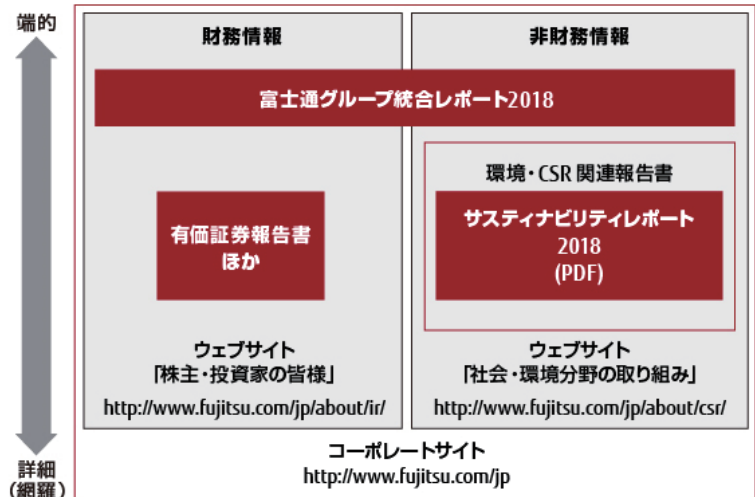 端的
財務情報
非財務情報
富士通グループ統合レポート2018
環境・CSR 関連報告書
有価証券報告書
ほか
サスティナビリティレポート
2018
(PDF)
ウェブサイト
「株主・投資家の皆様」
http://www.fujitsu.com/jp/about/ir/
ウェブサイト
「社会・環境分野の取り組み」
http://www.fujitsu.com/jp/about/csr/
コーポレートサイト
http://www.fujitsu.com/jp
詳細
(網羅)